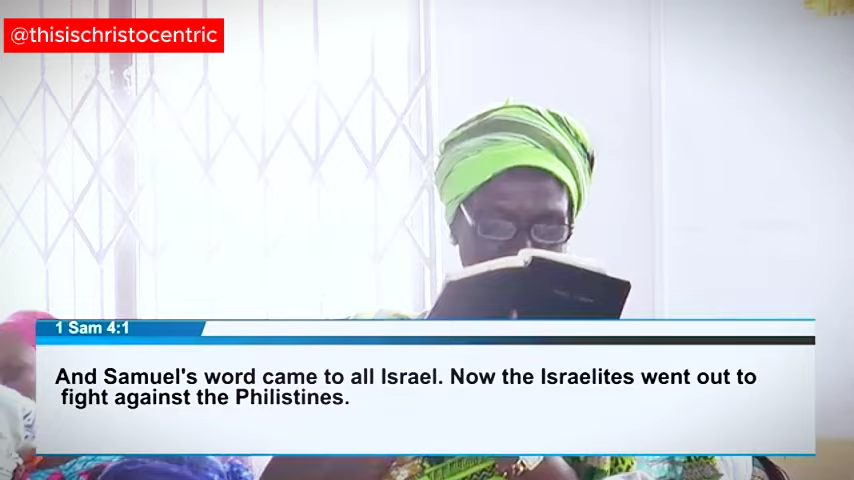 @thisischristocentric
1 Sam 4:1
And Samuel's word came to all Israel. Now the Israelites went out to
fight against the Philistines.